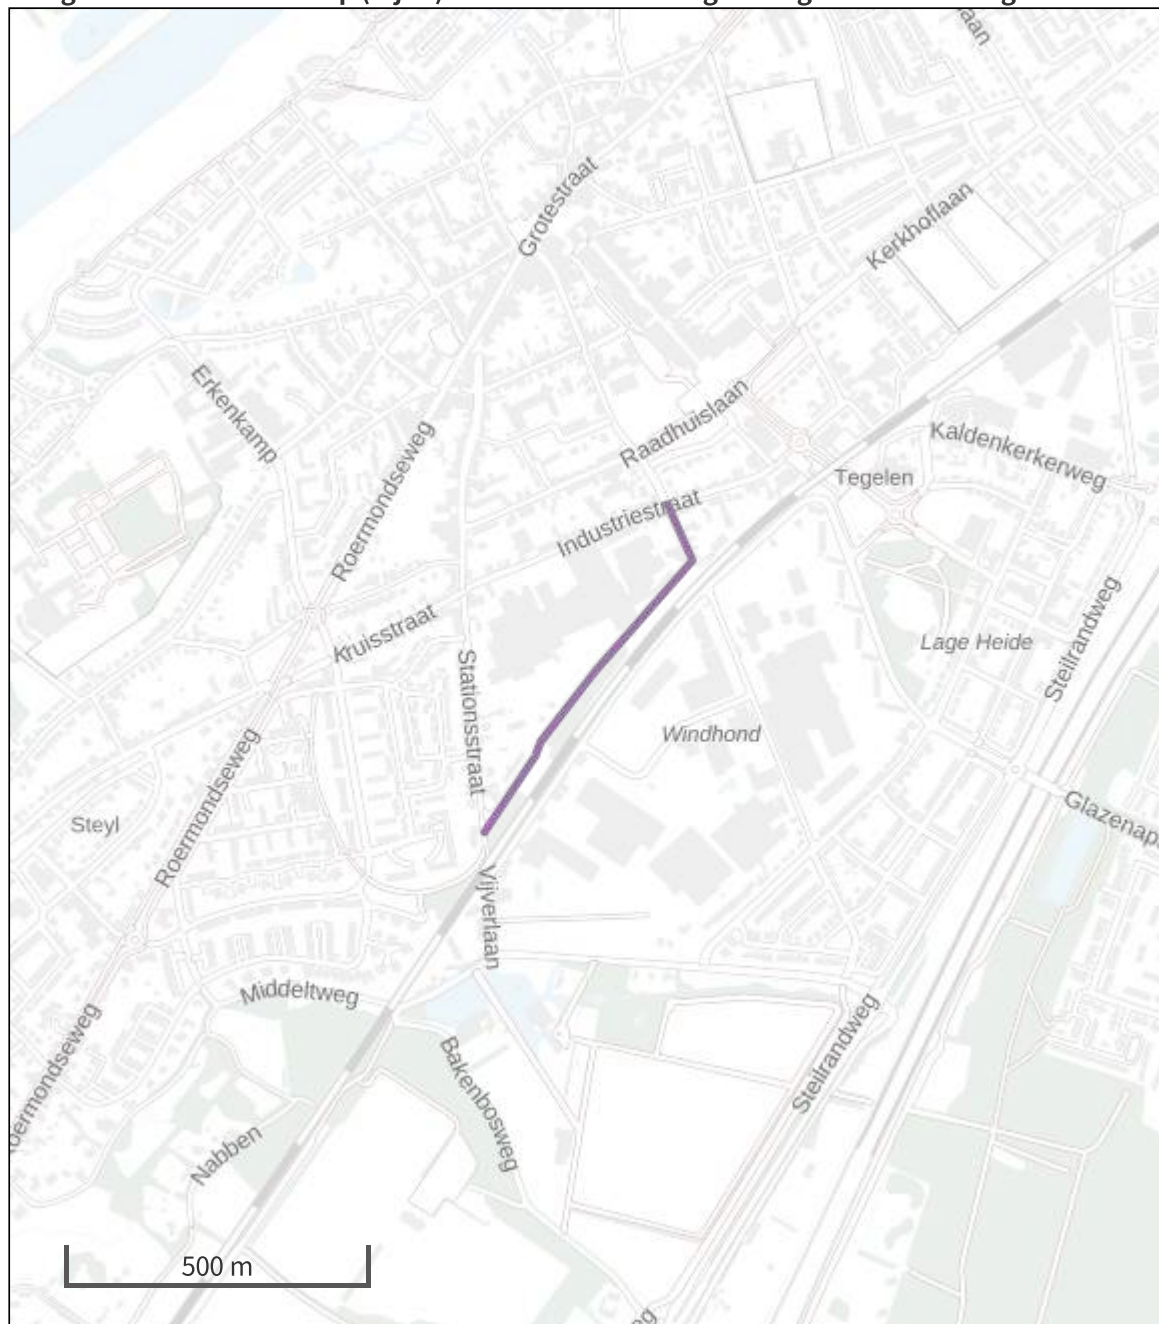 Grotestraat
Kerkhoflaan
Erkenkamp
Roermondseweg
Raadhuislaan
Kaldenkerkerweg
Tegelen
Industriestraat
Kruisstraat
Stationsstraat
Lage Heide
Steilrandweg
Windhond
Roermondseweg
Steyl
Vijverlaan
Middeltweg
Bakenbosweg
Steilrandweg
Nabben
500 m